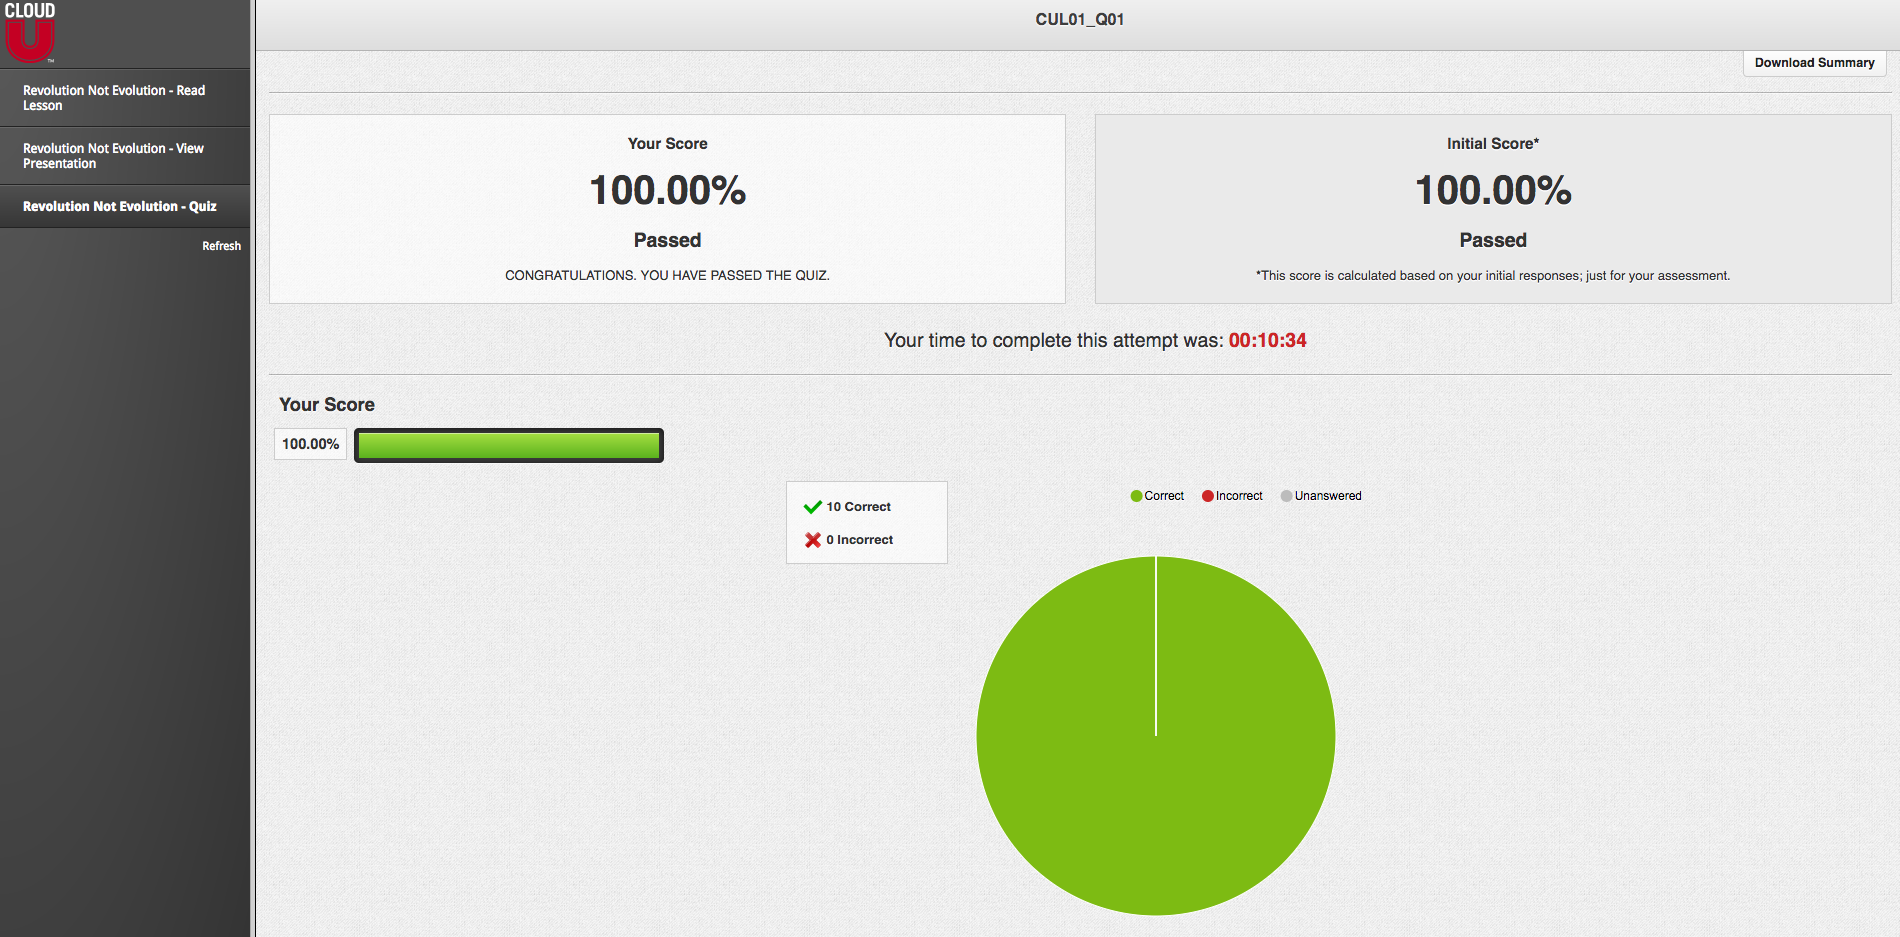 CLOUD
U
™
Revolution Not Evolution - Read
Lesson
Revolution Not Evolution - View
Presentation
Revolution Not Evolution - Quiz
Refresh
CUL01_Q01
Download Summary
Your Score
100.00%
Passed
CONGRATULATIONS. YOU HAVE PASSED THE QUIZ.
Initial Score*
100.00%
Passed
*This score is calculated based on your initial responses; just for your assessment.
Your time to complete this attempt was: 00:10:34
Your Score
100.00%
10 Correct
0 Incorrect
Correct Incorrect Unanswered